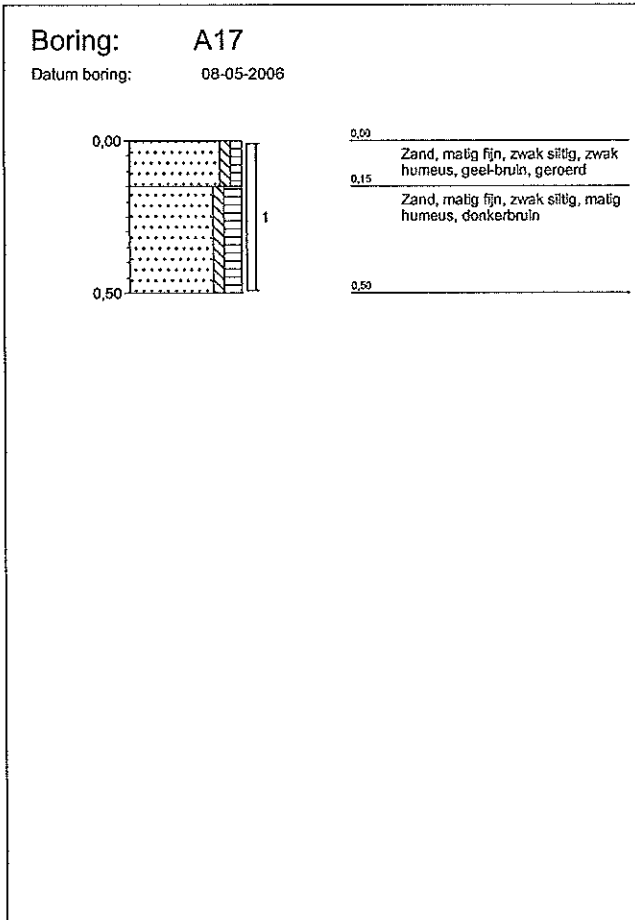 Boring: A17
Datum boring: 08-05-2006
0,00
0,50
1
0,00
Zand, matig fijn, zwak siltig, zwak
humeus, geel-bruin, geroerd
0,15
Zand, matig fijn, zwak siltig, matig
humeus, donkerbruin
0,50